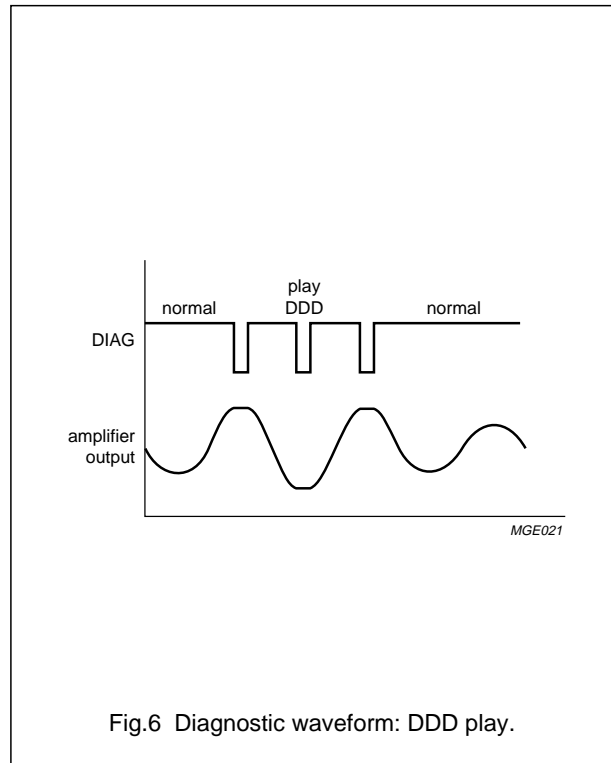 play
normal DDD normal
DIAG
amplifier
output
MGE021
Fig.6 Diagnostic waveform: DDD play.